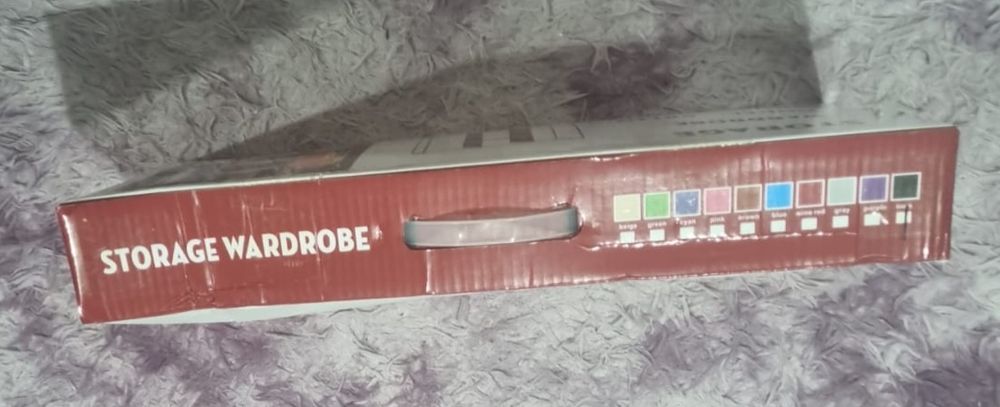 STORAGE WARDROBE
beige green cyan pink brown blue wine red gray purple